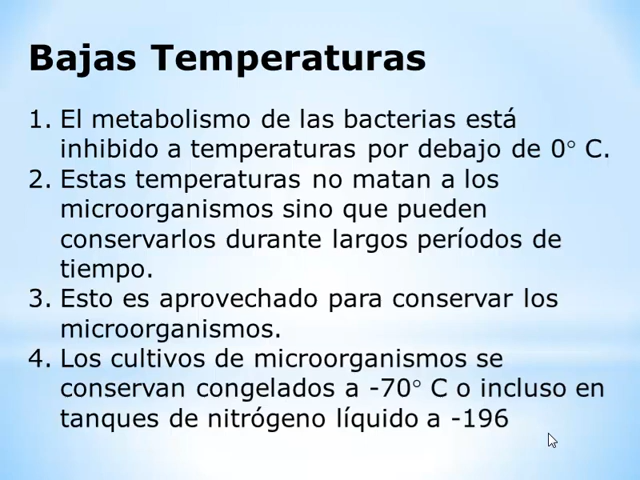 Bajas Temperaturas
1. El metabolismo de las bacterias está
inhibido a temperaturas por debajo de 0° C.
2. Estas temperaturas no matan a los
microorganismos sino que pueden
conservarlos durante largos períodos de
tiempo.
3. Esto es aprovechado para conservar los
microorganismos.
4. Los cultivos de microorganismos se
conservan congelados a -70° C o incluso en
tanques de nitrógeno líquido a -196